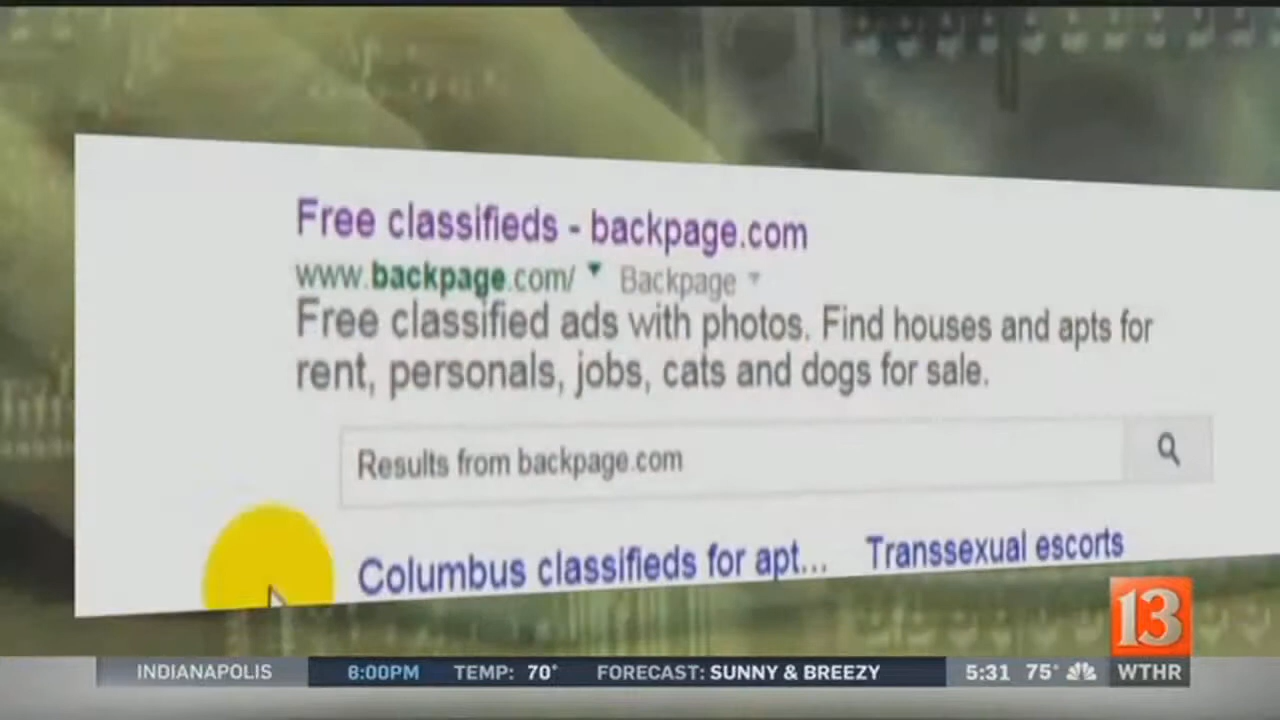 Free classifieds - backpage.com
www.backpage.com/ Backpage
Free classified ads with photos. Find houses and apts for
rent, personals, jobs, cats and dogs for sale.
Results from backpage.com
Columbus classifieds for apt... Transsexual escorts
13
INDIANAPOLIS 8:00PM TEMP: 70° FORECAST: SUNNY & BREEZY 5:31 75° WTHR